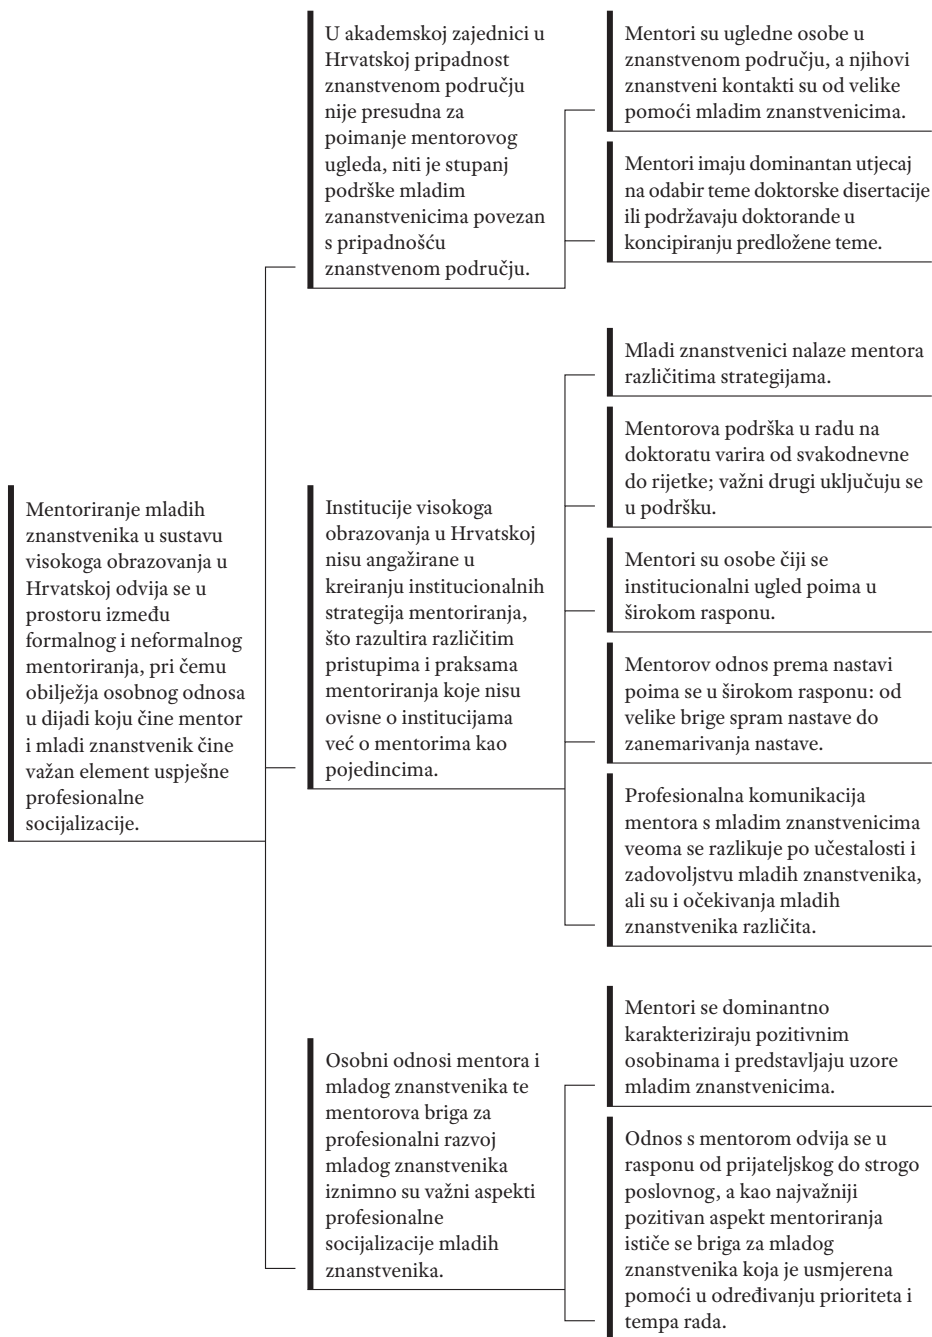 U akademskoj zajednici u
Hrvatskoj pripadnost
znanstvenom području
nije presudna za
poimanje mentorovog
ugleda, niti je stupanj
podrške mladim
zananstvenicima povezan
s pripadnošću
znanstvenom području.
Mentori su ugledne osobe u
znanstvenom području, a njihovi
znanstveni kontakti su od velike
pomoći mladim znanstvenicima.
Mentori imaju dominantan utjecaj
na odabir teme doktorske disertacije
ili podržavaju doktorande u
koncipiranju predložene teme.
Mentoriranje mladih
znanstvenika u sustavu
visokoga obrazovanja u
Hrvatskoj odvija se u
prostoru između
formalnog i neformalnog
mentoriranja, pri čemu
obilježja osobnog odnosa
u dijadi koju čine mentor
i mladi znanstvenik čine
važan element uspješne
profesionalne
socijalizacije.
Institucije visokoga
obrazovanja u Hrvatskoj
nisu angažirane u
kreiranju institucionalnih
strategija mentoriranja,
što razultira različitim
pristupima i praksama
mentoriranja koje nisu
ovisne o institucijama
već o mentorima kao
pojedincima.
Mladi znanstvenici nalaze mentora
različitima strategijama.
Mentorova podrška u radu na
doktoratu varira od svakodnevne
do rijetke; važni drugi uključuju se
u podršku.
Mentori su osobe čiji se
institucionalni ugled poima u
širokom rasponu.
Mentorov odnos prema nastavi
poima se u širokom rasponu: od
velike brige spram nastave do
zanemarivanja nastave.
Profesionalna komunikacija
mentora s mladim znanstvenicima
veoma se razlikuje po učestalosti i
zadovoljstvu mladih znanstvenika,
ali su i očekivanja mladih
znanstvenika različita.
Osobni odnosi mentora i
mladog znanstvenika te
mentorova briga za
profesionalni razvoj
mladog znanstvenika
iznimno su važni aspekti
profesionalne
socijalizacije mladih
znanstvenika.
Mentori se dominantno
karakteriziraju pozitivnim
osobinama i predstavljaju uzore
mladim znanstvenicima.
Odnos s mentorom odvija se u
rasponu od prijateljskog do strogo
poslovnog, a kao najvažniji
pozitivan aspekt mentoriranja
ističe se briga za mladog
znanstvenika koja je usmjerena
pomoći u određivanju prioriteta i
tempa rada.